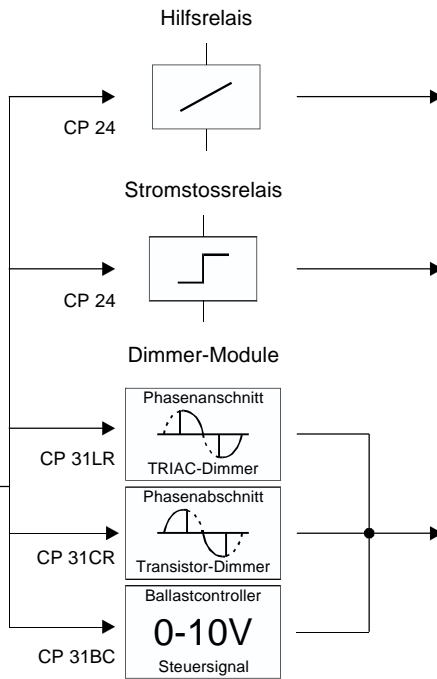 Hilfsrelais
CP 24
Stromstossrelais
CP 24
Dimmer-Module
Phasenanschnitt
CP 31LR
TRIAC-Dimmer
Phasenabschnitt
CP 31CR
Transistor-Dimmer
Ballastcontroller
0-10V
CP 31BC
Steuersignal